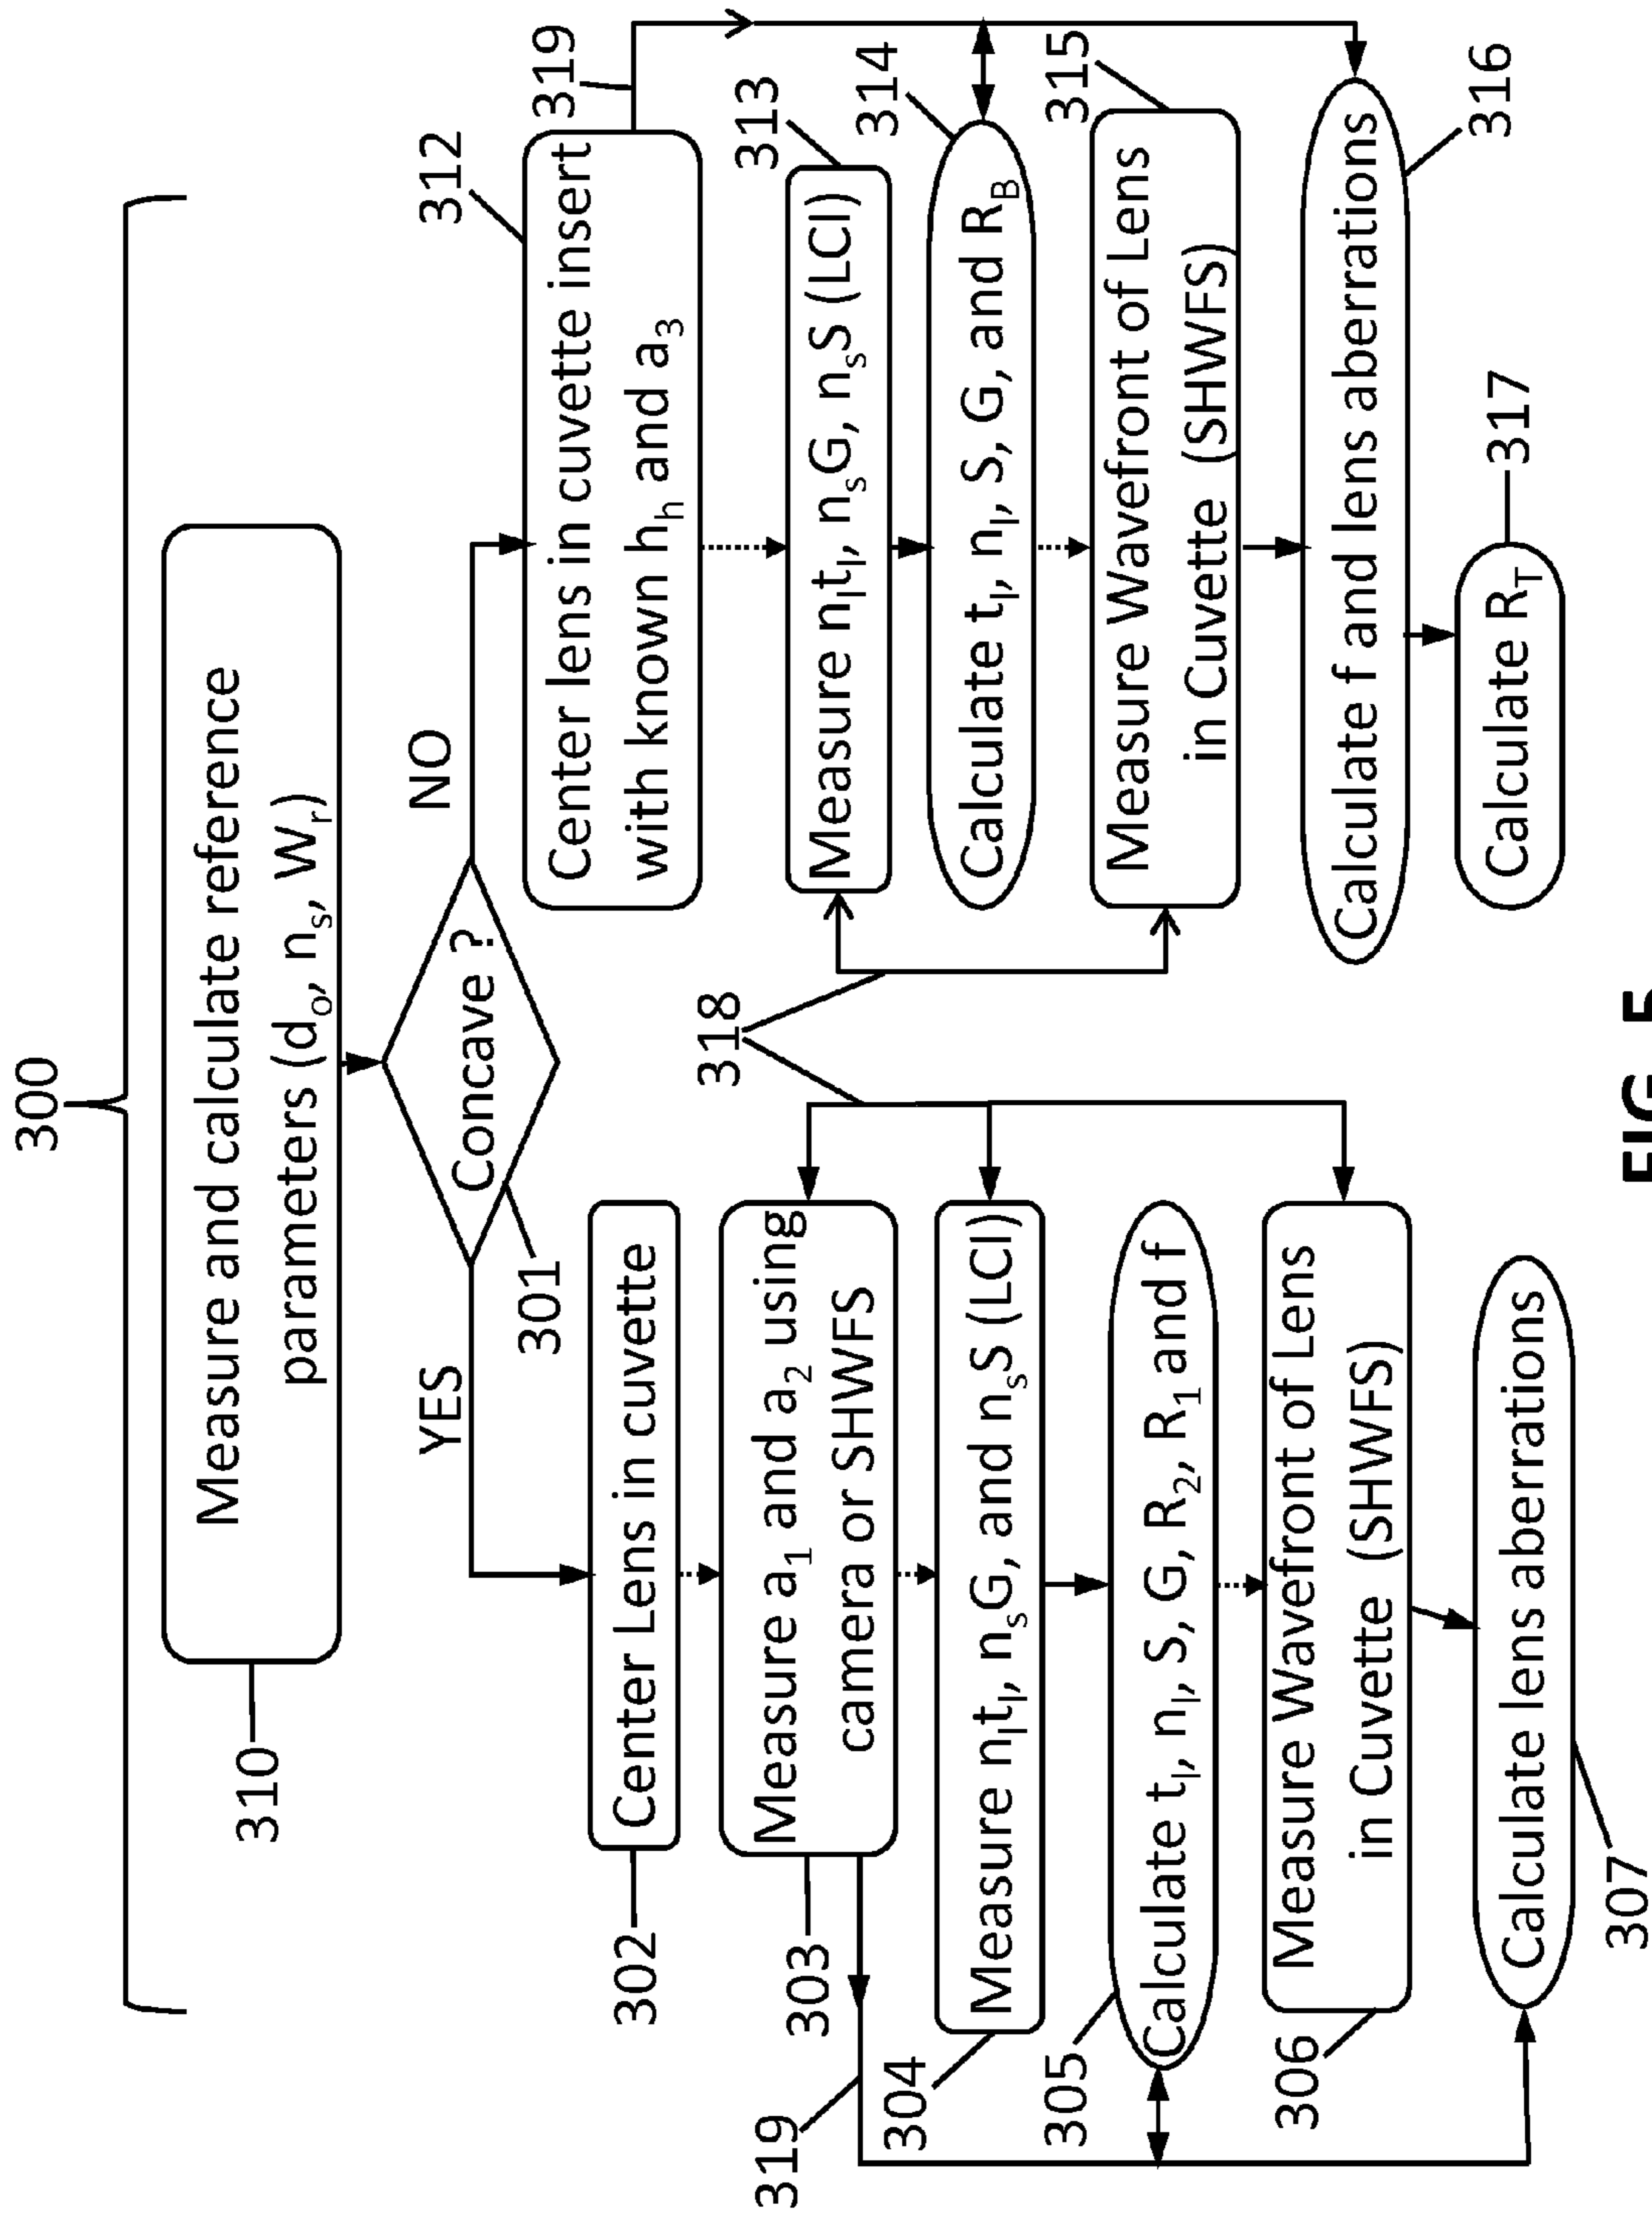 300
Measure and calculate reference
parameters (dₒ, nₛ, Wᵣ)
310
Concave ?
301
YES
NO
Center Lens in cuvette
302
Measure a₁ and a₂ using
camera or SHWFS
303
319
Measure nₗtₗ, nₛG, and nₛS (LCI)
304
Calculate tₗ, nₗ, S, G, R₂, R₁ and f
305
Measure Wavefront of Lens
in Cuvette (SHWFS)
306
Calculate lens aberrations
307
318
Center lens in cuvette insert
with known hₕ and a₃
312
319
Measure nₗtₗ, nₛG, nₛS (LCI)
313
Calculate tₗ, nₗ, S, G, and R_B
314
Measure Wavefront of Lens
in Cuvette (SHWFS)
315
Calculate f and lens aberrations
316
Calculate R_T
317
FIG. 5